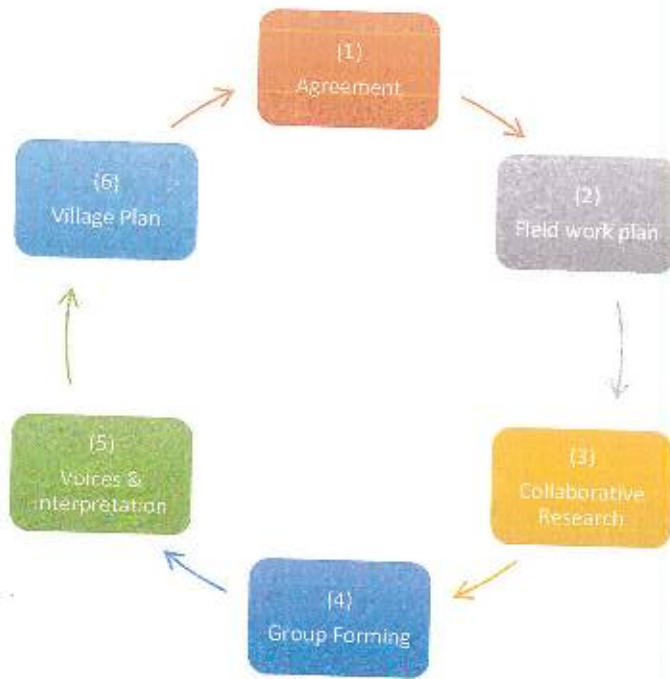 (1)
Agreement
(2)
Field work plan
(3)
Collaborative
Research
(4)
Group Forming
(5)
Voices &
interpretation
(6)
Village Plan